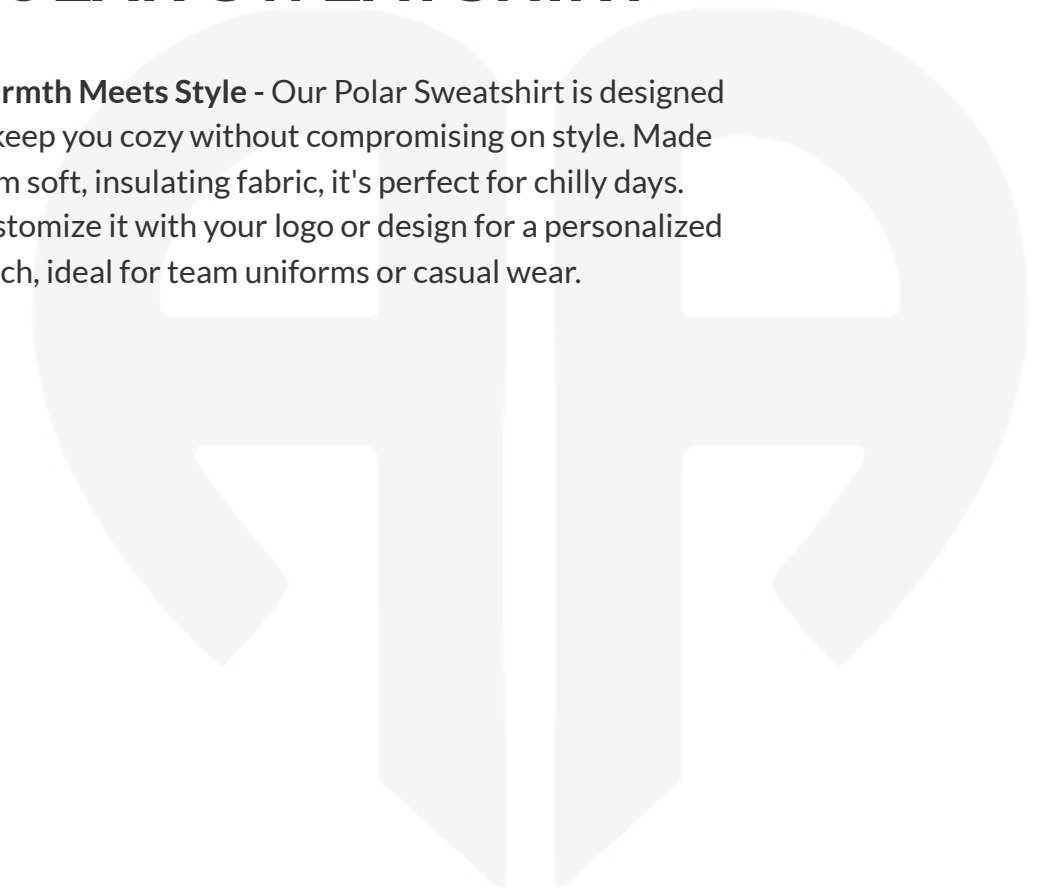 rmth Meets Style - Our Polar Sweatshirt is designed
keep you cozy without compromising on style. Made
m soft, insulating fabric, it's perfect for chilly days.
stomize it with your logo or design for a personalized
ch, ideal for team uniforms or casual wear.